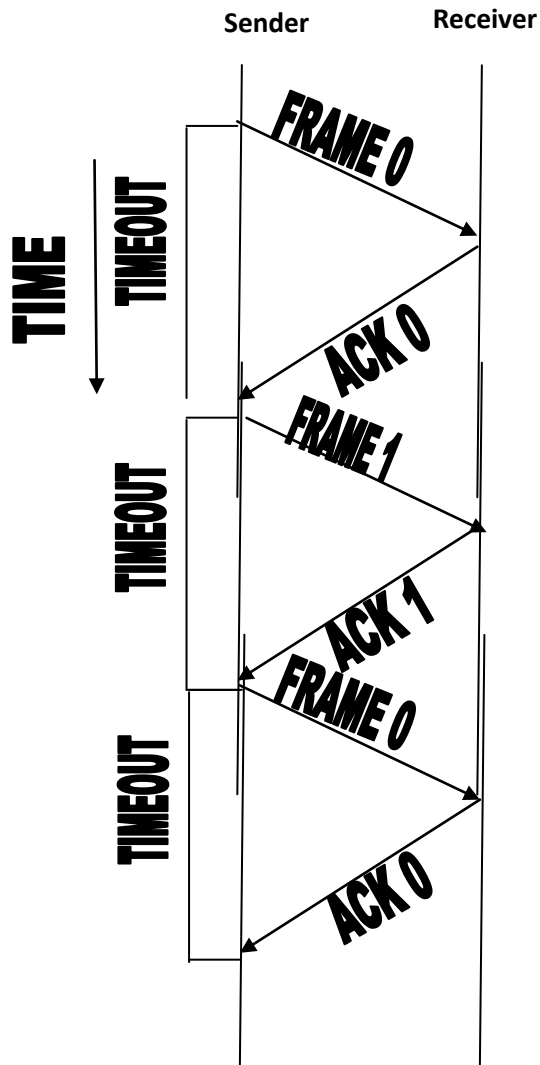 Sender
Receiver
FRAME 0
TIME
TIMEOUT
ACK 0
FRAME 1
TIMEOUT
ACK 1
FRAME 0
TIMEOUT
ACK 0